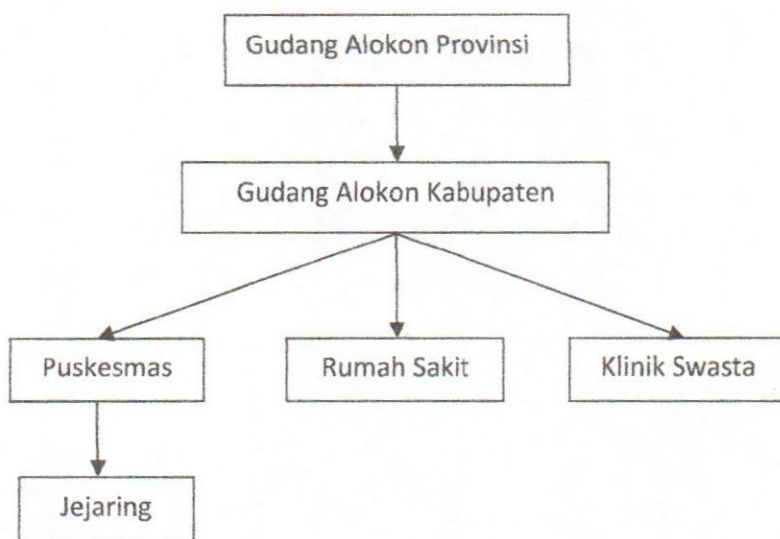 Gudang Alokon Provinsi
Gudang Alokon Kabupaten
Puskesmas
Rumah Sakit
Klinik Swasta
Jejaring